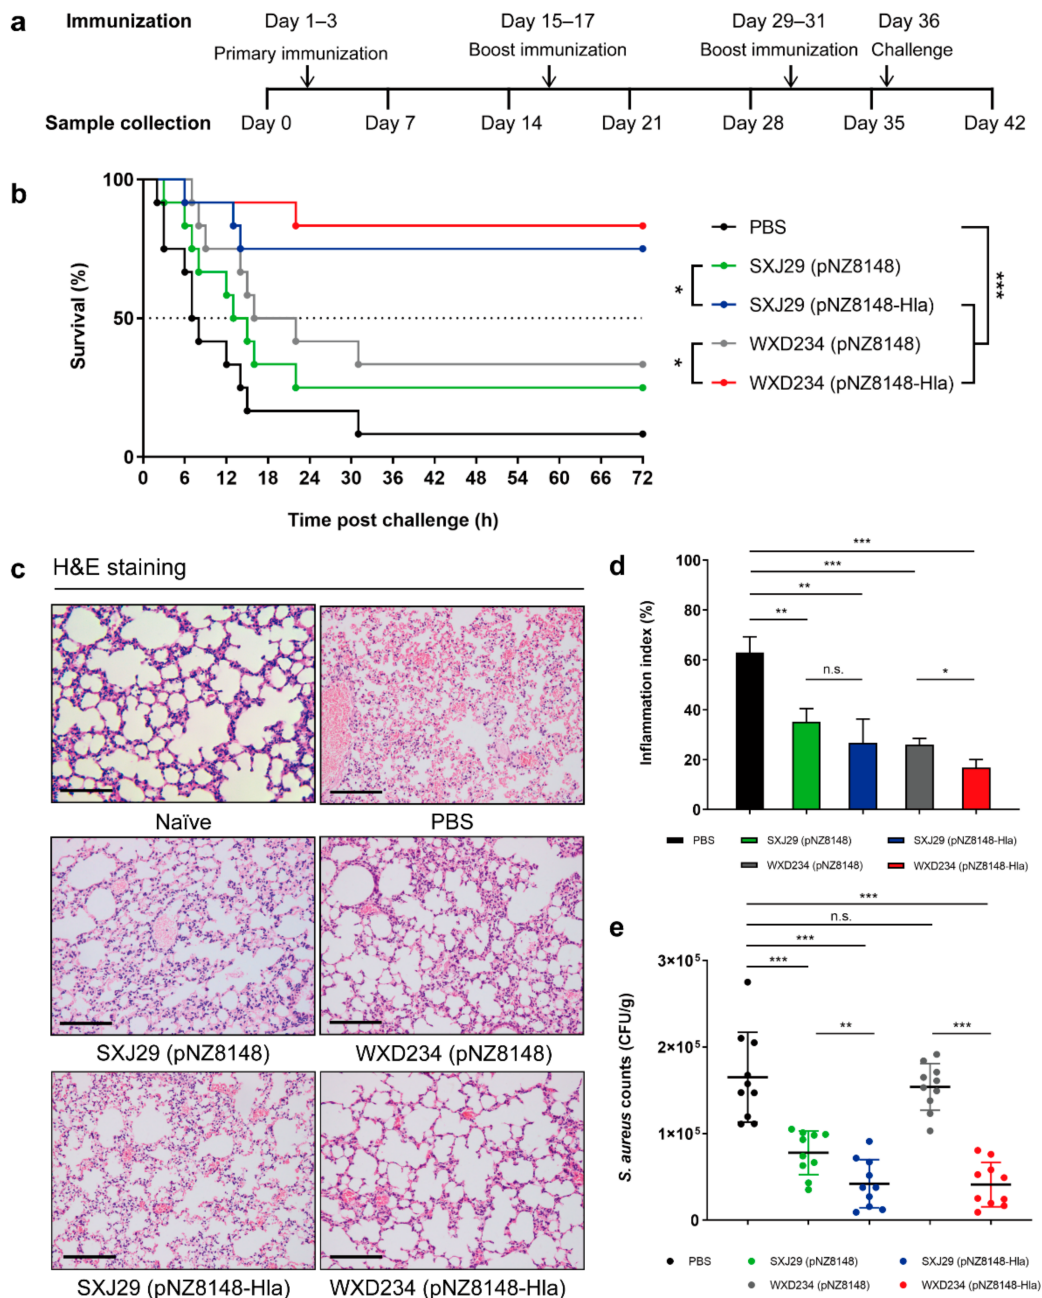 a
Immunization Day 1–3 Day 15–17 Day 29–31 Day 36
Primary immunization Boost immunization Boost immunization Challenge
Sample collection Day 0 Day 7 Day 14 Day 21 Day 28 Day 35 Day 42
b
Survival (%)
100
50
0
0 6 12 18 24 30 36 42 48 54 60 66 72
Time post challenge (h)
PBS
SXJ29 (pNZ8148)
SXJ29 (pNZ8148-Hla)
WXD234 (pNZ8148)
WXD234 (pNZ8148-Hla)
*
*
***
c
H&E staining
Naïve PBS
SXJ29 (pNZ8148) WXD234 (pNZ8148)
SXJ29 (pNZ8148-Hla) WXD234 (pNZ8148-Hla)
d
Inflammation index (%)
100
80
60
40
20
0
***
***
**
**
n.s. *
PBS SXJ29 (pNZ8148) SXJ29 (pNZ8148-Hla)
WXD234 (pNZ8148) WXD234 (pNZ8148-Hla)
e
S. aureus counts (CFU/g)
3×10⁵
2×10⁵
1×10⁵
0
***
n.s.
***
***
** ***
PBS SXJ29 (pNZ8148) SXJ29 (pNZ8148-Hla)
WXD234 (pNZ8148) WXD234 (pNZ8148-Hla)